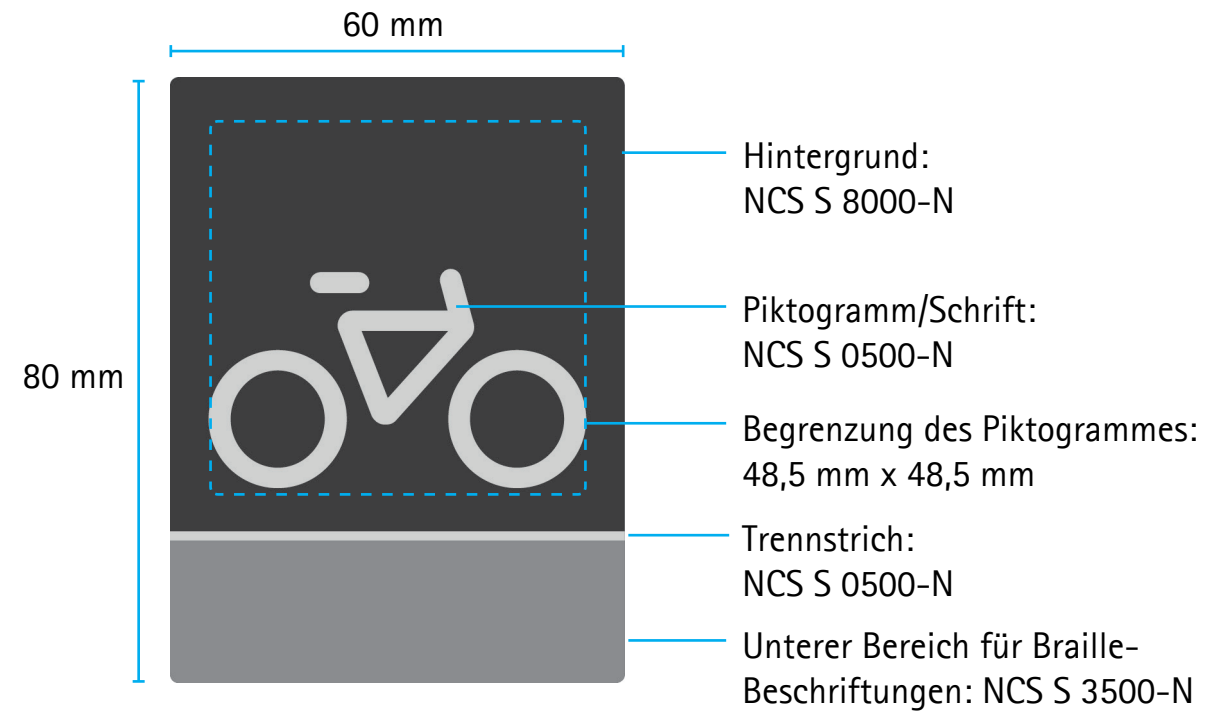 60 mm
80 mm
Hintergrund:
NCS S 8000-N
Piktogramm/Schrift:
NCS S 0500-N
Begrenzung des Piktogrammes:
48,5 mm x 48,5 mm
Trennstrich:
NCS S 0500-N
Unterer Bereich für Braille-
Beschriftungen: NCS S 3500-N